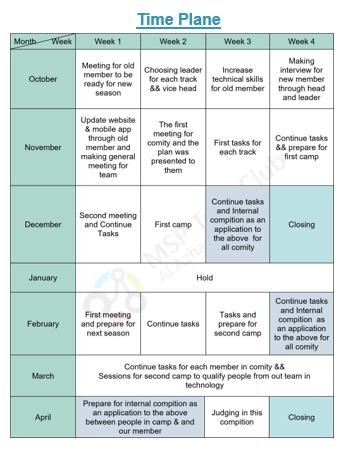 Time Plane
Month Week
Week 1
Week 2
Week 3
Week 4
October
Meeting for old
member to be
ready for new
season
Choosing leader
for each track
&& vice head
Increase
technical skills
for old member
Making
interview for
new member
through head
and leader
November
Update website
& mobile app
through old
member and
making general
meeting for
team
The first
meeting for
comity and the
plan was
presented to
them
First tasks for
each track
Continue tasks
&& prepare for
first camp
December
Second meeting
and Continue
Tasks
First camp
Continue tasks
and Internal
compition as an
application to
the above for
all comity
Closing
January
Hold
February
First meeting
and prepare for
next season
Continue tasks
Tasks and
prepare for
second camp
Continue tasks
and Internal
compition as
an application
to the above for
all comity
March
Continue tasks for each member in comity &&
Sessions for second camp to qualify people from out team in
technology
April
Prepare for internal compition as
an application to the above
between people in camp & and
our member
Judging in this
compition
Closing
MSP Tech Club
Al Azhar